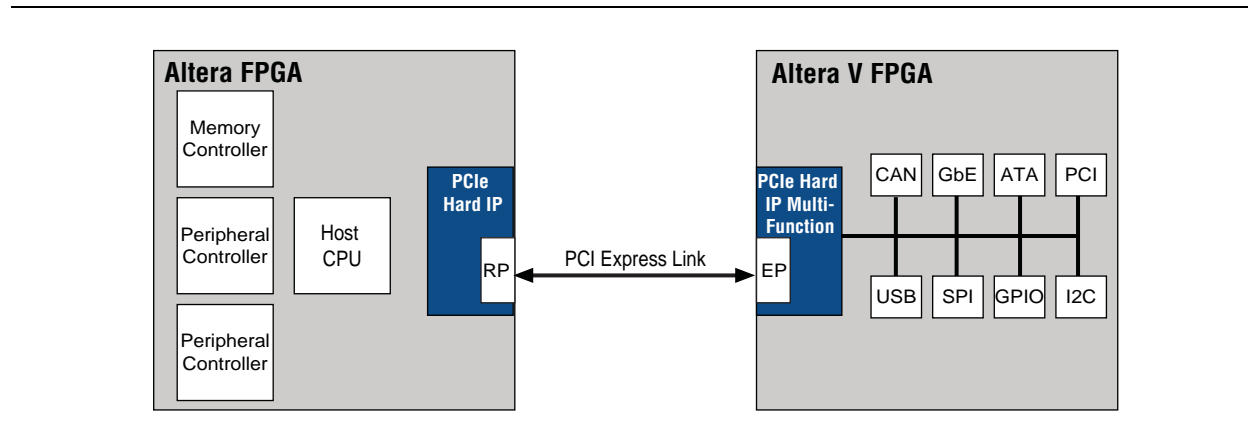 Altera FPGA
Memory
Controller
Peripheral
Controller
Host
CPU
Peripheral
Controller
PCIe
Hard IP
RP
PCI Express Link
Altera V FPGA
PCIe Hard
IP Multi-
Function
EP
CAN
GbE
ATA
PCI
USB
SPI
GPIO
I2C